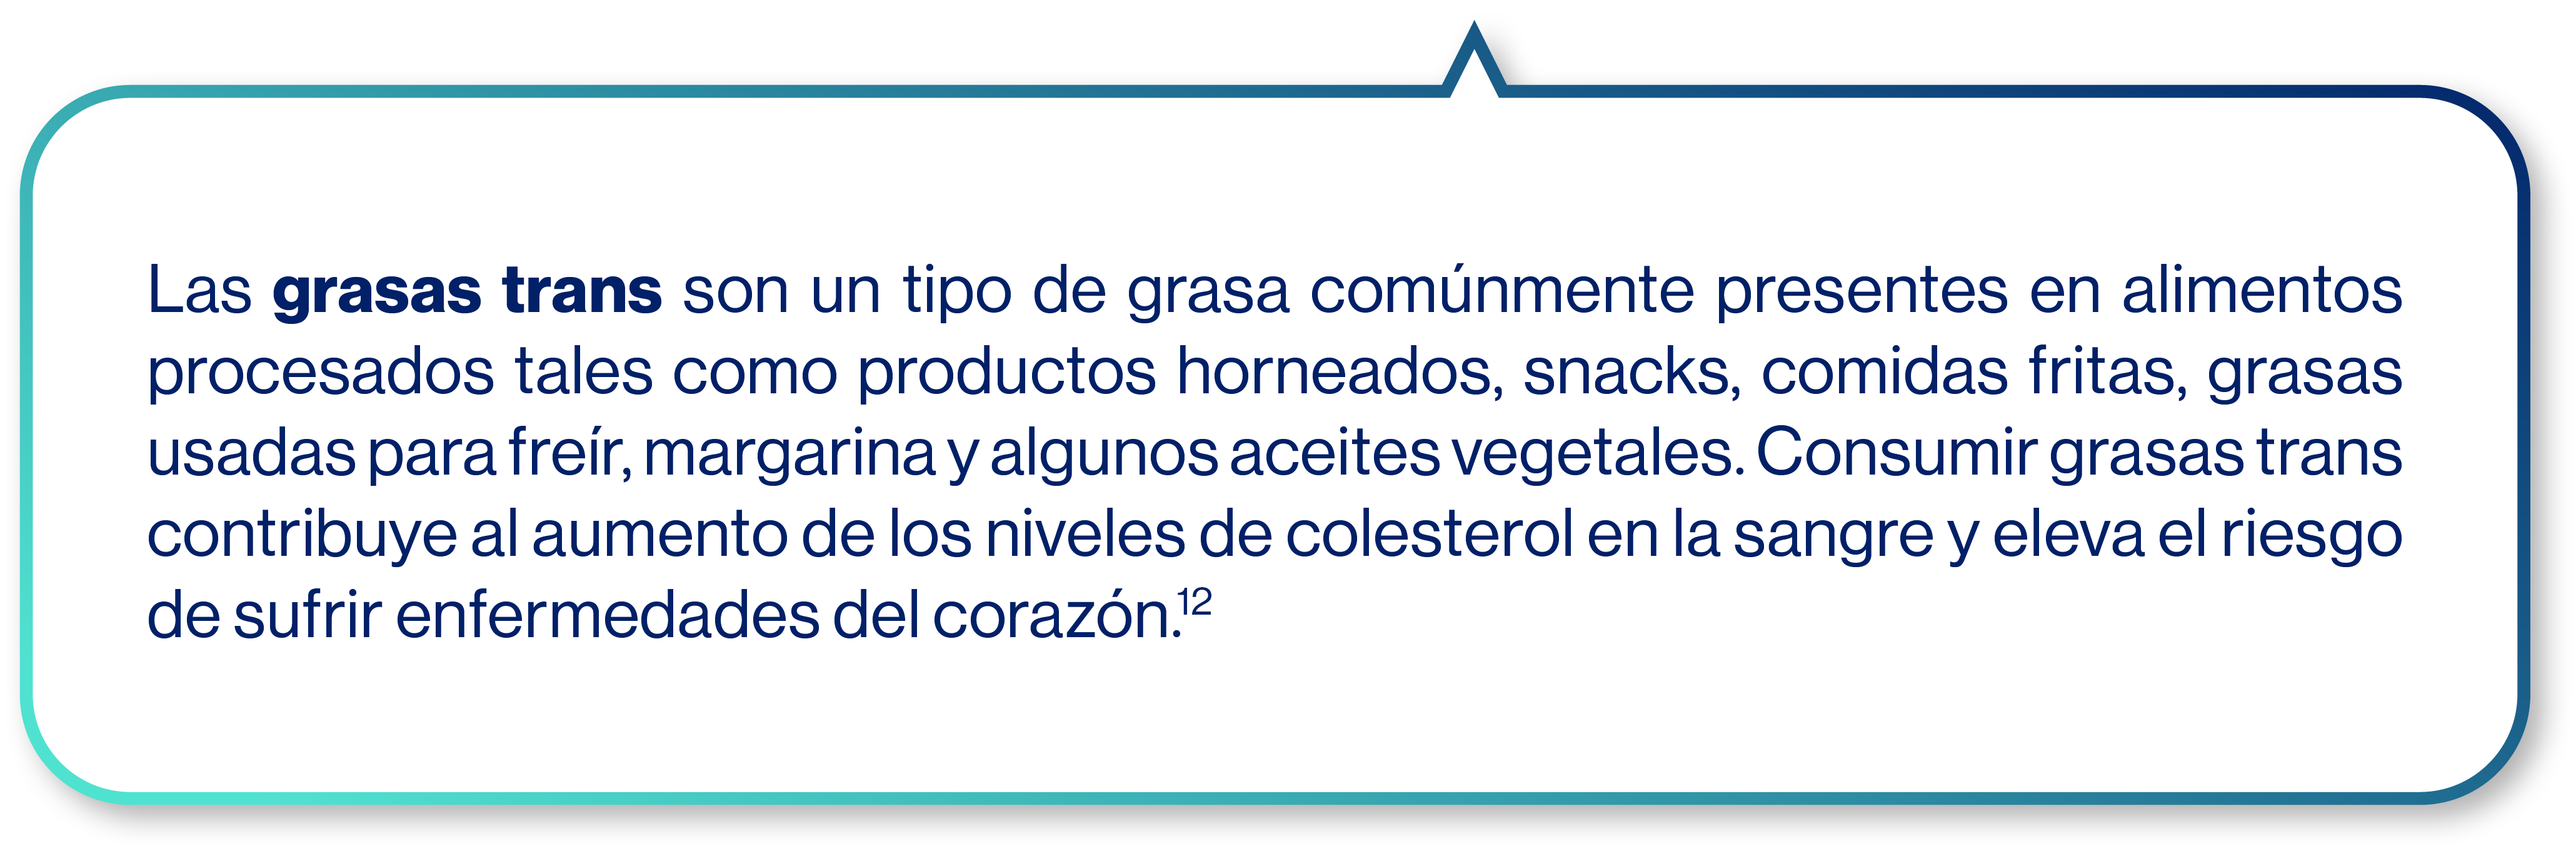 Las grasas trans son un tipo de grasa comúnmente presentes en alimentos
procesados tales como productos horneados, snacks, comidas fritas, grasas
usadas para freír, margarina y algunos aceites vegetales. Consumir grasas trans
contribuye al aumento de los niveles de colesterol en la sangre y eleva el riesgo
de sufrir enfermedades del corazón.¹²